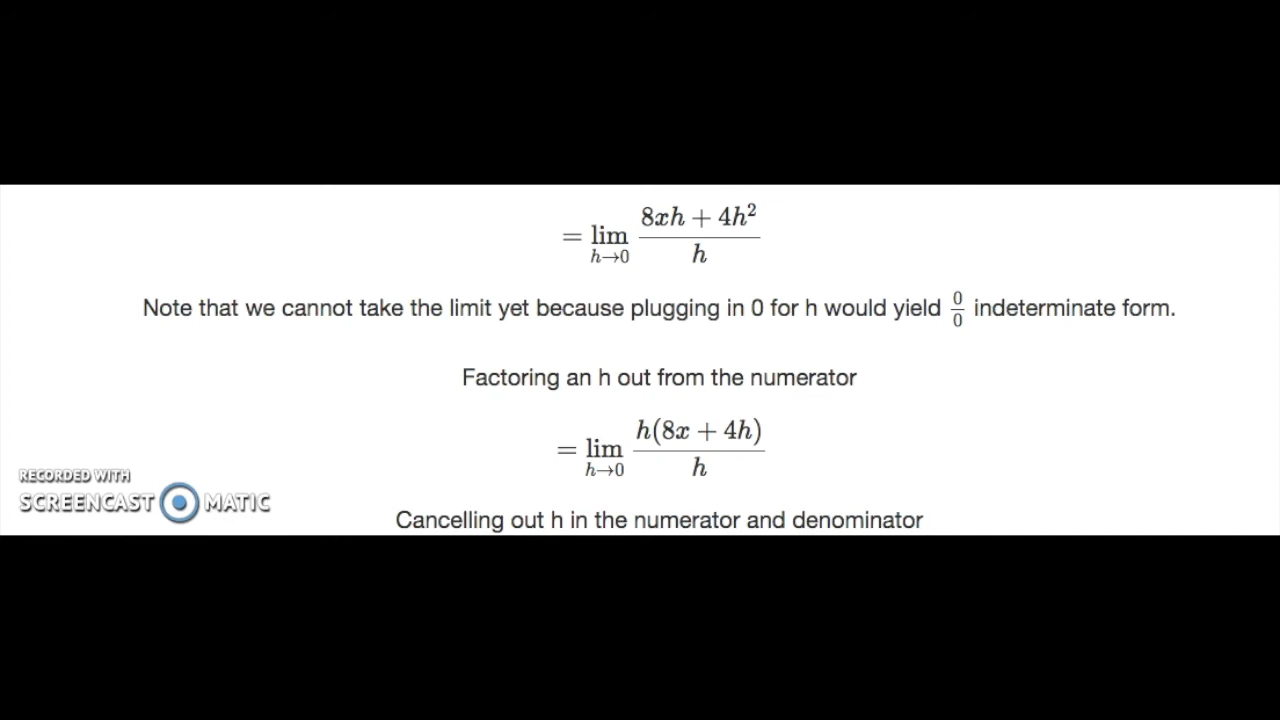 = lim h→0 8xh + 4h² / h
Note that we cannot take the limit yet because plugging in 0 for h would yield 0/0 indeterminate form.
Factoring an h out from the numerator
= lim h→0 h(8x + 4h) / h
RECORDED WITH
SCREENCAST MATIC
Cancelling out h in the numerator and denominator